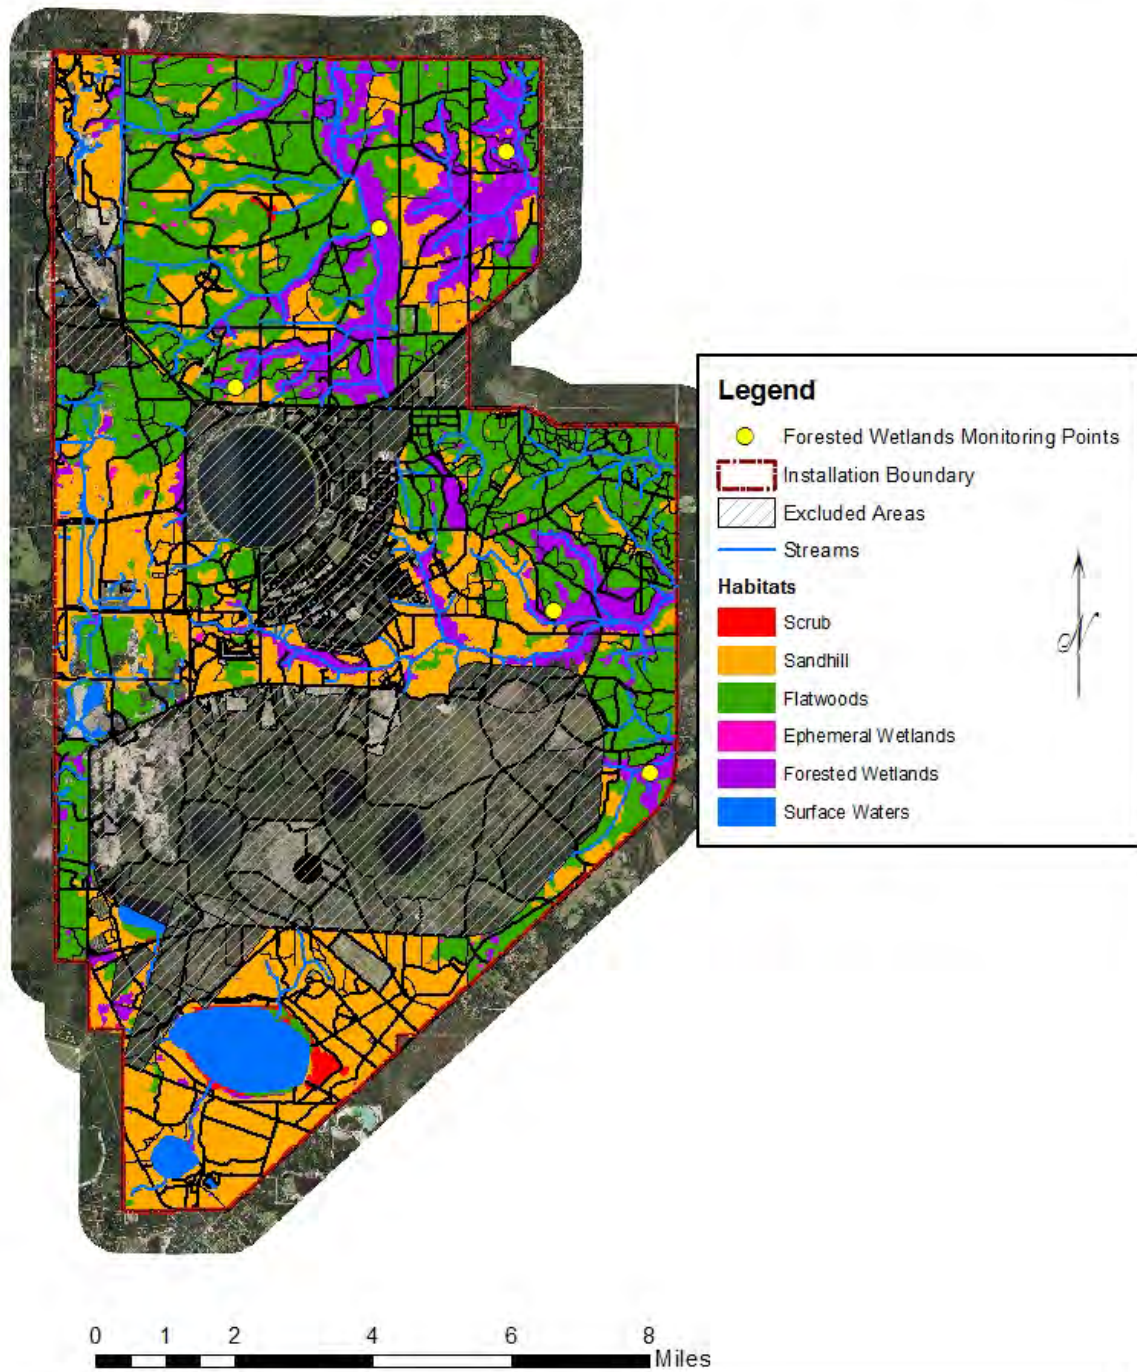 Legend
Forested Wetlands Monitoring Points
Installation Boundary
Excluded Areas
Streams
Habitats
Scrub
Sandhill
Flatwoods
Ephemeral Wetlands
Forested Wetlands
Surface Waters
N
0 1 2 4 6 8
Miles